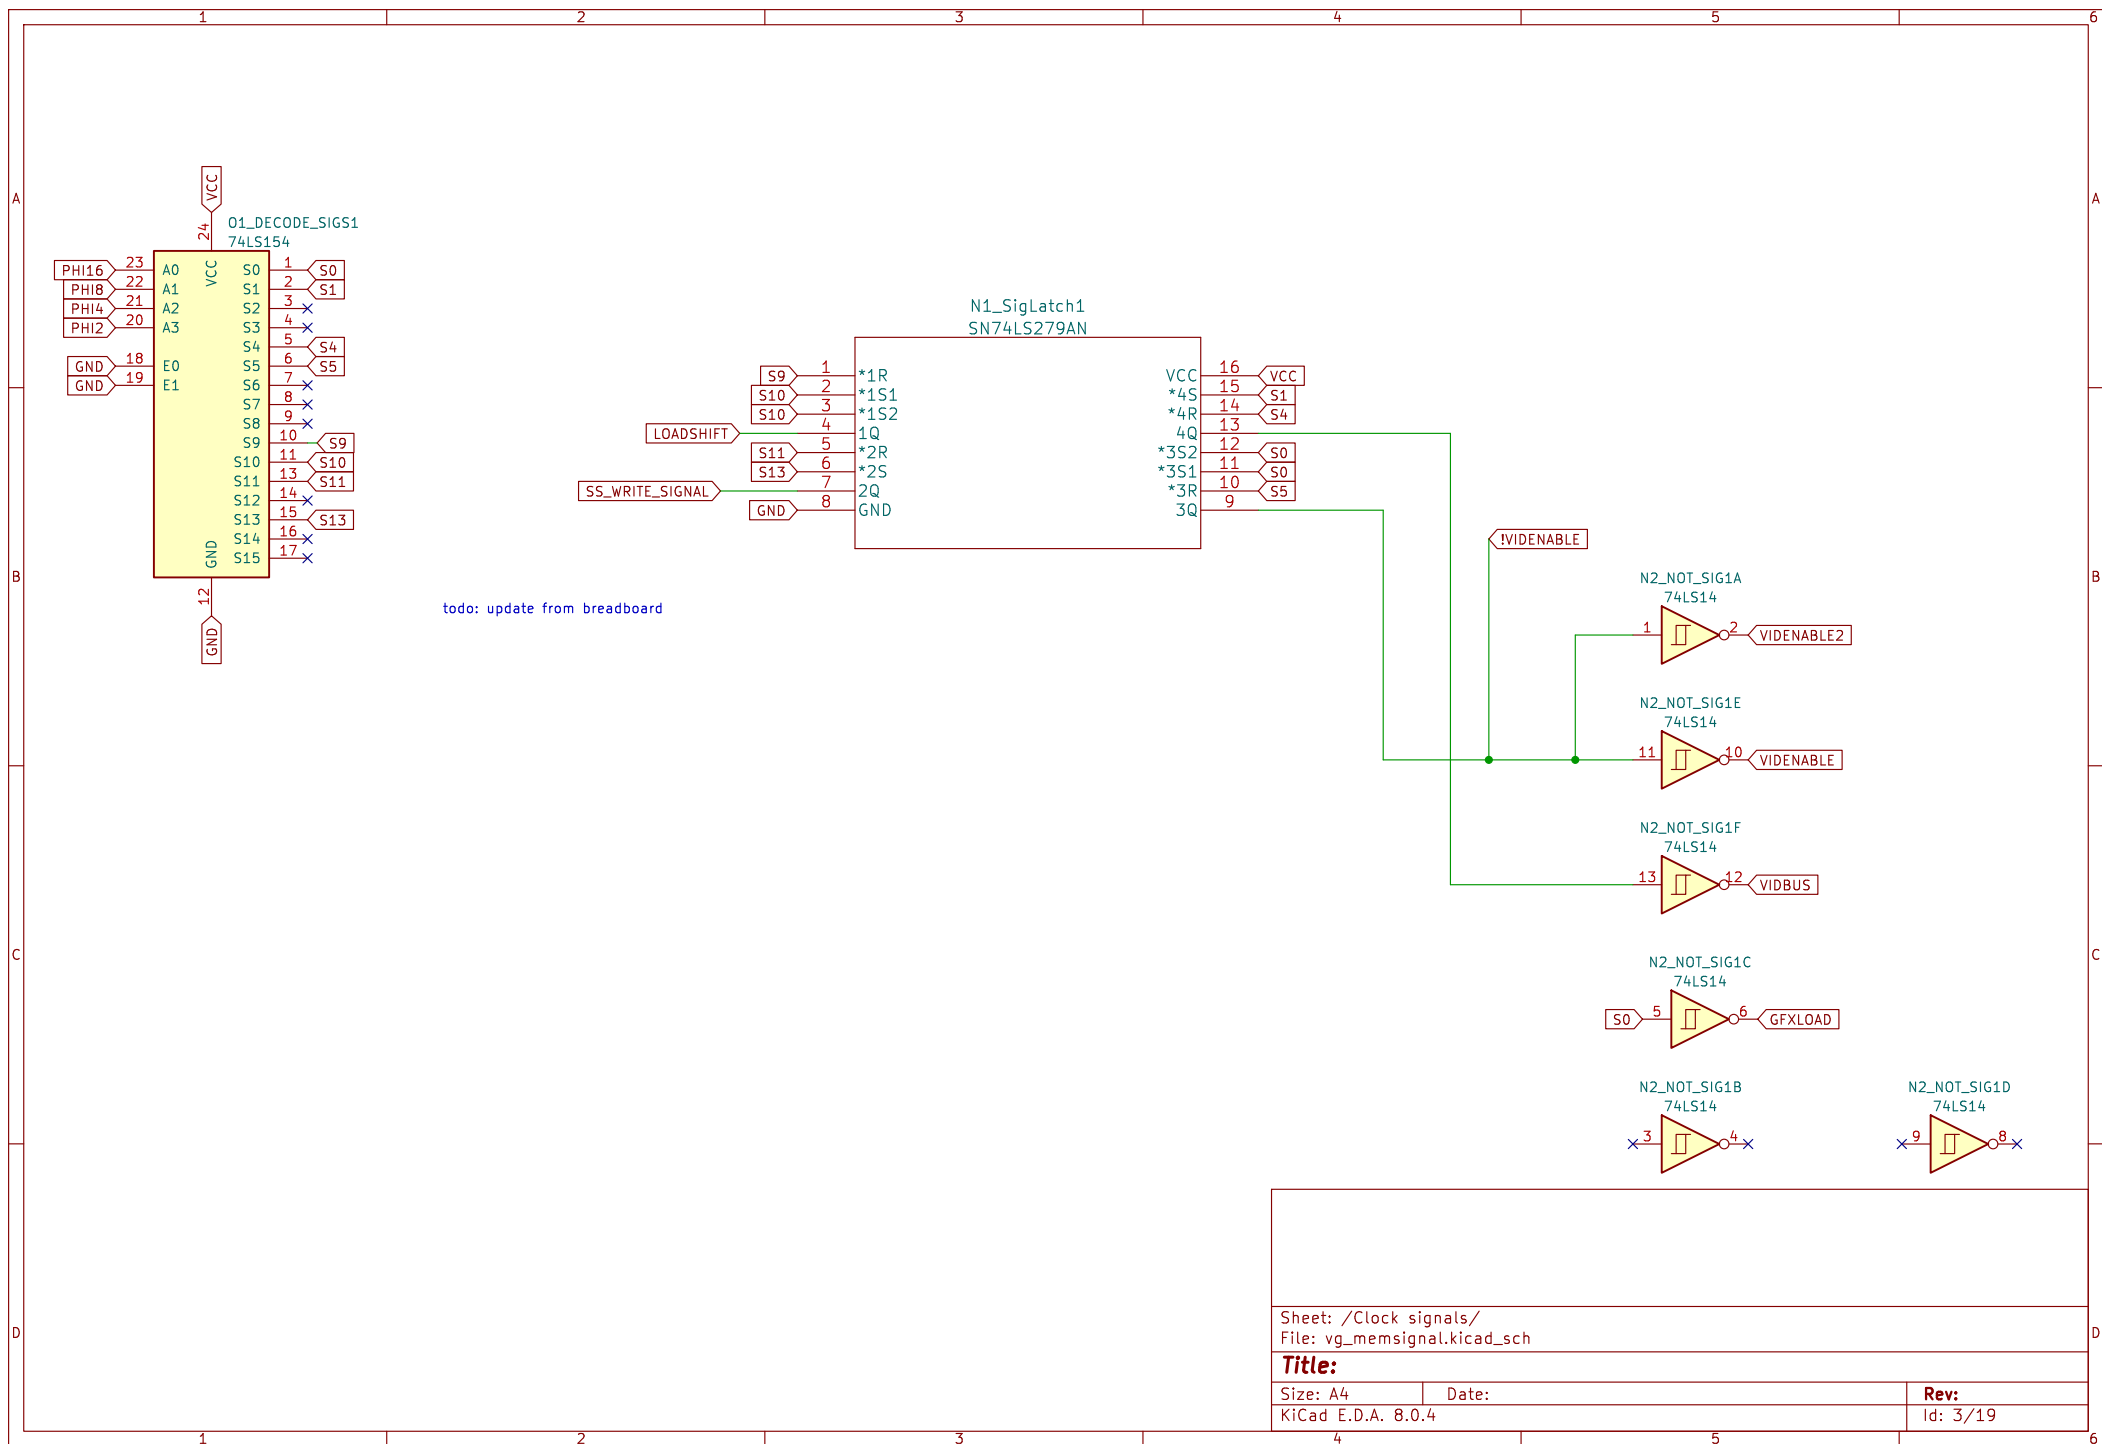 1 2 3 4 5 6
A A
B B
C C
D D
VCC
24
O1_DECODE_SIGS1
74LS154
VCC
PHI16 23 A0 S0 1 S0
PHI8 22 A1 S1 2 S1
PHI4 21 A2 S2 3
PHI2 20 A3 S3 4
S4 5 S4
GND 18 E0 S5 6 S5
GND 19 E1 S6 7
S7 8
S8 9
S9 10 S9
S10 11 S10
S11 13 S11
S12 14
S13 15 S13
S14 16
S15 17
GND
12
GND
todo: update from breadboard
N1_SigLatch1
SN74LS279AN
S9 1 *1R VCC 16 VCC
S10 2 *1S1 *4S 15 S1
S10 3 *1S2 *4R 14 S4
LOADSHIFT 4 1Q 4Q 13
S11 5 *2R *3S2 12 S0
S13 6 *2S *3S1 11 S0
SS_WRITE_SIGNAL 7 2Q *3R 10 S5
GND 8 GND 3Q 9
!VIDENABLE
N2_NOT_SIG1A
74LS14
1 2 VIDENABLE2
N2_NOT_SIG1E
74LS14
11 10 VIDENABLE
N2_NOT_SIG1F
74LS14
13 12 VIDBUS
N2_NOT_SIG1C
74LS14
S0 5 6 GFXLOAD
N2_NOT_SIG1B N2_NOT_SIG1D
74LS14 74LS14
3 4 9 8
Sheet: /Clock signals/
File: vg_memsignal.kicad_sch
Title:
Size: A4 Date: Rev:
KiCad E.D.A. 8.0.4 Id: 3/19
1 2 3 4 5 6